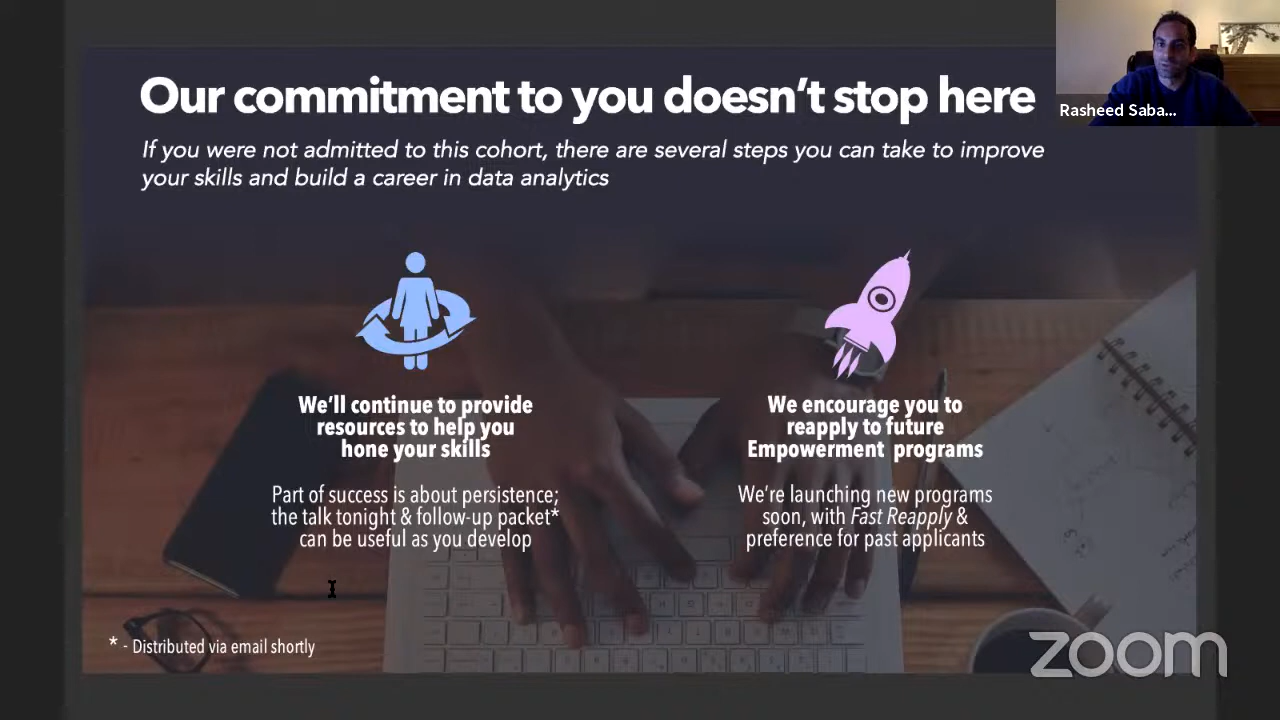 Our commitment to you doesn't stop here
Rasheed Saba...
If you were not admitted to this cohort, there are several steps you can take to improve
your skills and build a career in data analytics
We'll continue to provide
resources to help you
hone your skills
Part of success is about persistence;
the talk tonight & follow-up packet*
can be useful as you develop
We encourage you to
reapply to future
Empowerment programs
We're launching new programs
soon, with Fast Reapply &
preference for past applicants
* - Distributed via email shortly
zoom